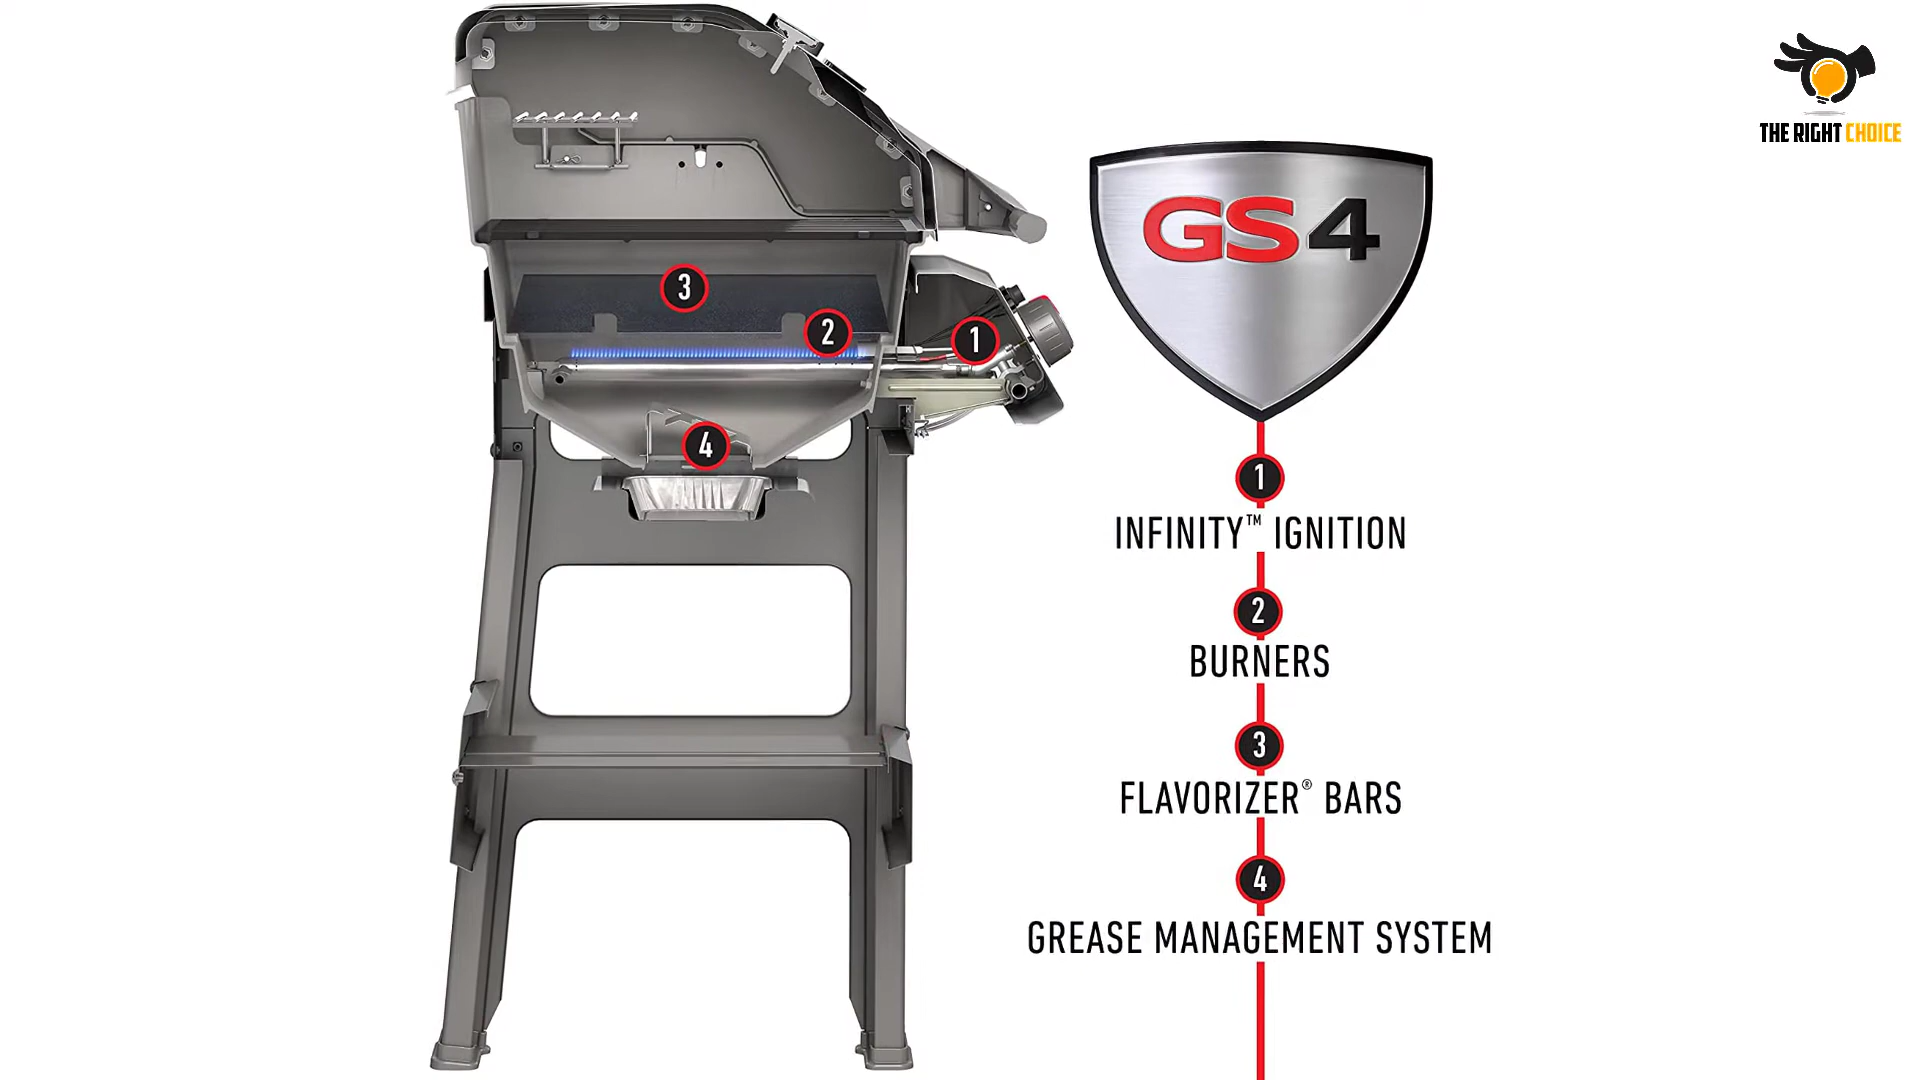 THE RIGHT CHOICE
GS4
3
2
1
4
1
INFINITY™ IGNITION
2
BURNERS
3
FLAVORIZER® BARS
4
GREASE MANAGEMENT SYSTEM